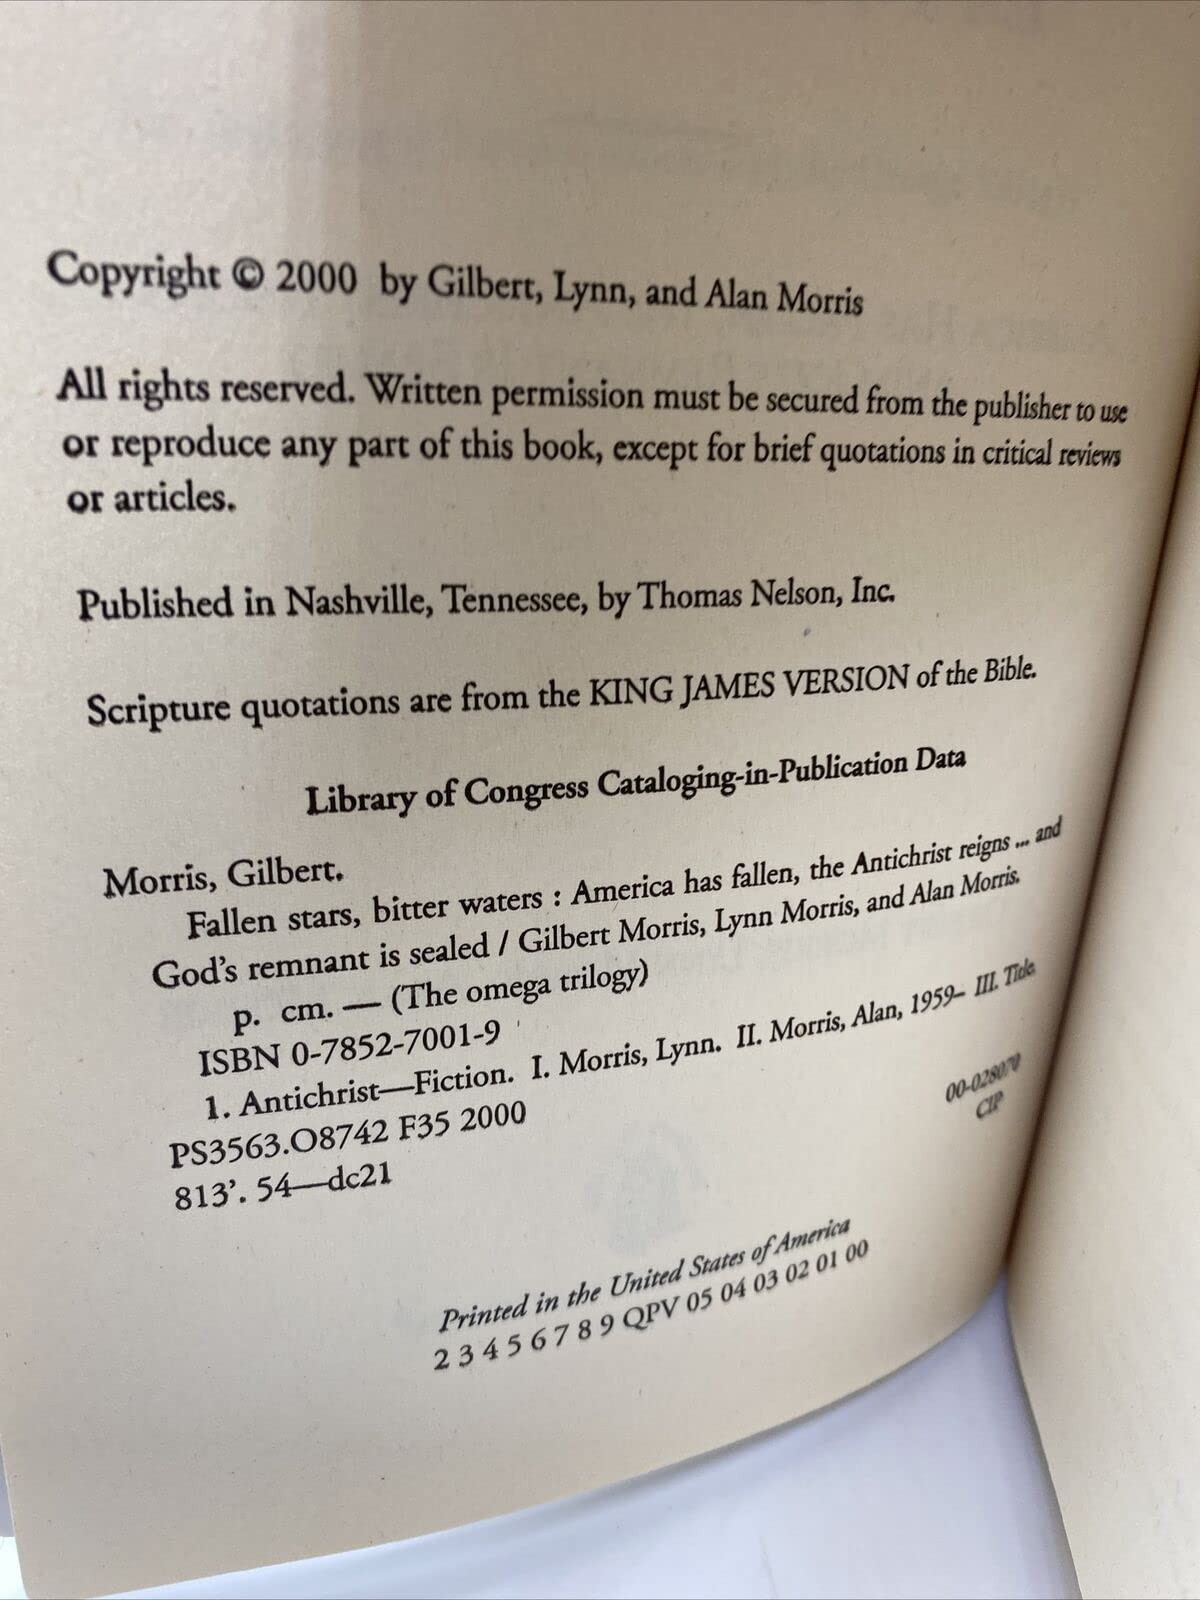 Copyright © 2000 by Gilbert, Lynn, and Alan Morris
All rights reserved. Written permission must be secured from the publisher to use
or reproduce any part of this book, except for brief quotations in critical reviews
or articles.
Published in Nashville, Tennessee, by Thomas Nelson, Inc.
Scripture quotations are from the KING JAMES VERSION of the Bible.
Library of Congress Cataloging-in-Publication Data
Morris, Gilbert.
Fallen stars, bitter waters : America has fallen, the Antichrist reigns ... and
God's remnant is sealed / Gilbert Morris, Lynn Morris, and Alan Morris.
p. cm. — (The omega trilogy)
ISBN 0-7852-7001-9
1. Antichrist—Fiction. I. Morris, Lynn. II. Morris, Alan, 1959– III. Title.
PS3563.O8742 F35 2000
813'. 54—dc21
00-028070
CIP
Printed in the United States of America
2 3 4 5 6 7 8 9 QPV 05 04 03 02 01 00